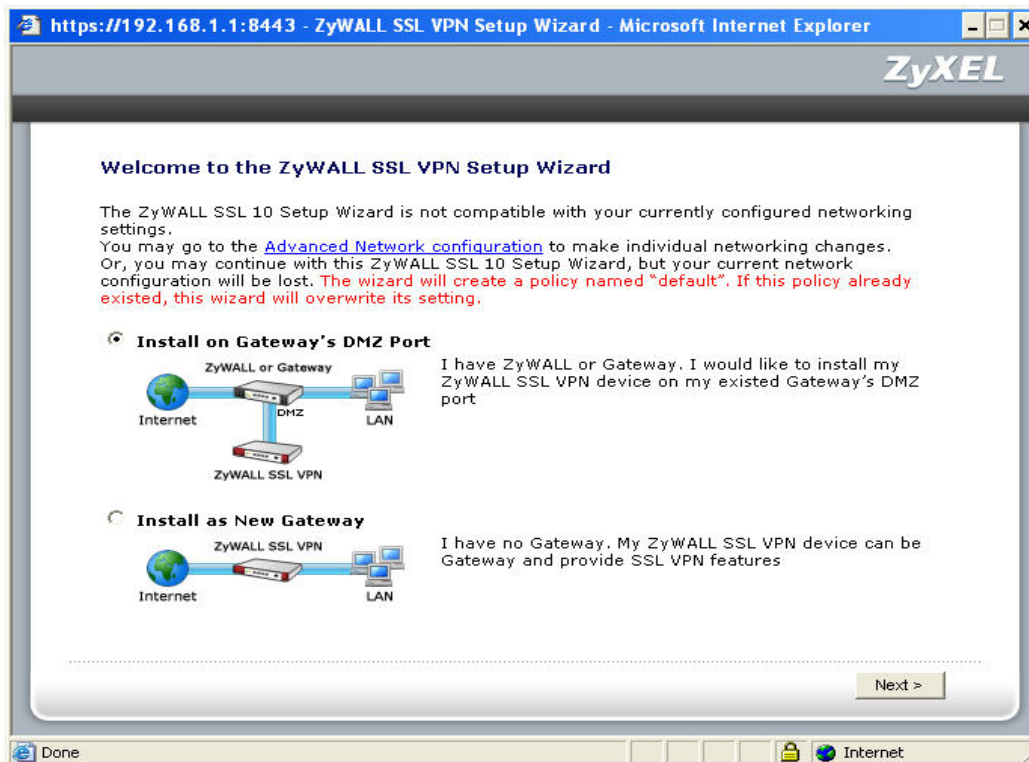 https://192.168.1.1:8443 - ZyWALL SSL VPN Setup Wizard - Microsoft Internet Explorer
ZyXEL
Welcome to the ZyWALL SSL VPN Setup Wizard
The ZyWALL SSL 10 Setup Wizard is not compatible with your currently configured networking
settings.
You may go to the Advanced Network configuration to make individual networking changes.
Or, you may continue with this ZyWALL SSL 10 Setup Wizard, but your current network
configuration will be lost. The wizard will create a policy named “default”. If this policy already
existed, this wizard will overwrite its setting.
Install on Gateway’s DMZ Port
ZyWALL or Gateway
Internet
DMZ
LAN
ZyWALL SSL VPN
I have ZyWALL or Gateway. I would like to install my
ZyWALL SSL VPN device on my existed Gateway’s DMZ
port
Install as New Gateway
ZyWALL SSL VPN
Internet
LAN
I have no Gateway. My ZyWALL SSL VPN device can be
Gateway and provide SSL VPN features
Next >
Done
Internet